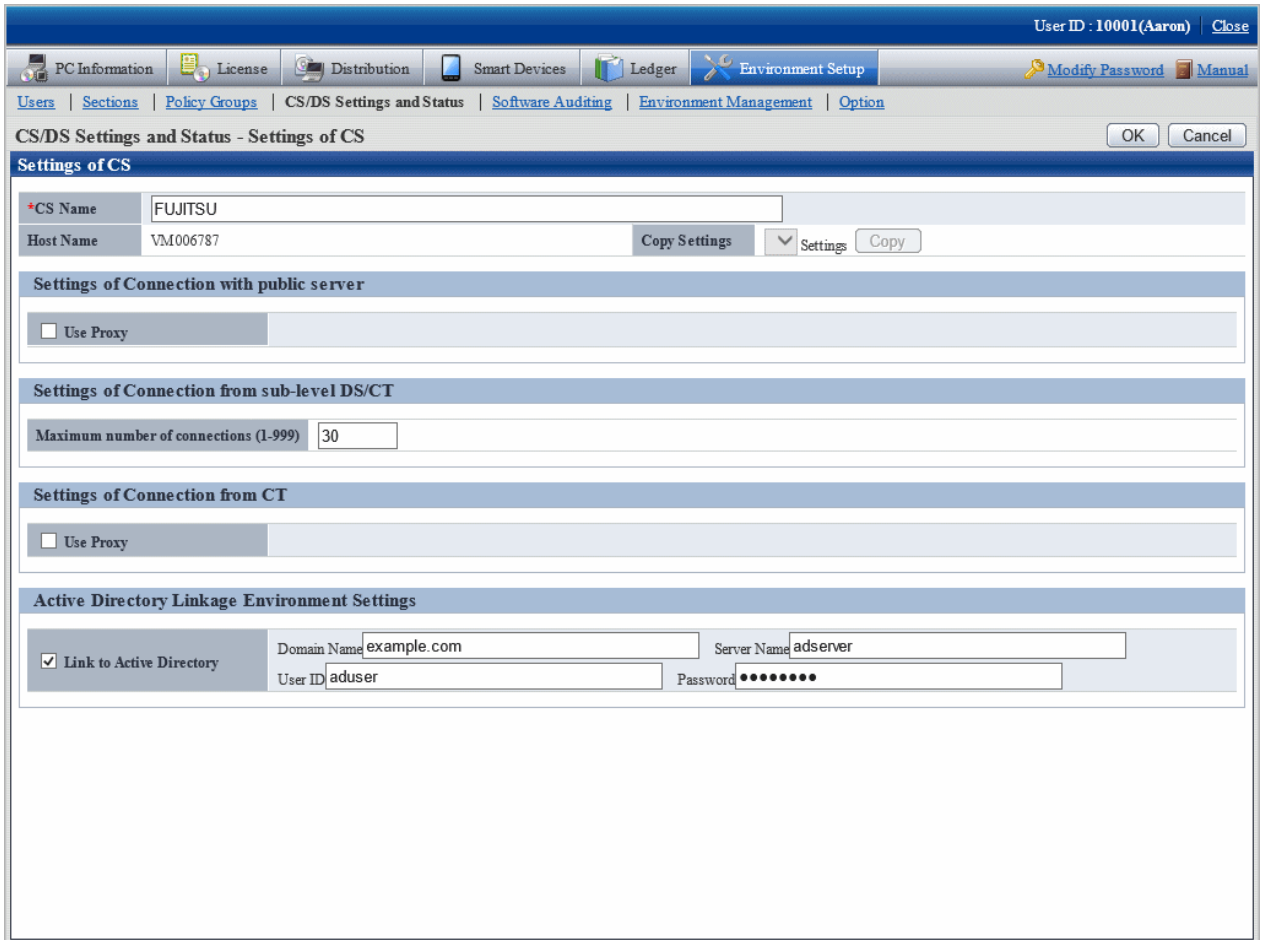 User ID : 10001(Aaron) Close
PC Information License Distribution Smart Devices Ledger Environment Setup Modify Password Manual
Users | Sections | Policy Groups | CS/DS Settings and Status | Software Auditing | Environment Management | Option
CS/DS Settings and Status - Settings of CS OK Cancel
Settings of CS
*CS Name FUJITSU
Host Name VM006787 Copy Settings Settings Copy
Settings of Connection with public server
Use Proxy
Settings of Connection from sub-level DS/CT
Maximum number of connections (1-999) 30
Settings of Connection from CT
Use Proxy
Active Directory Linkage Environment Settings
Link to Active Directory Domain Name example.com Server Name adserver
User ID aduser Password ●●●●●●●●